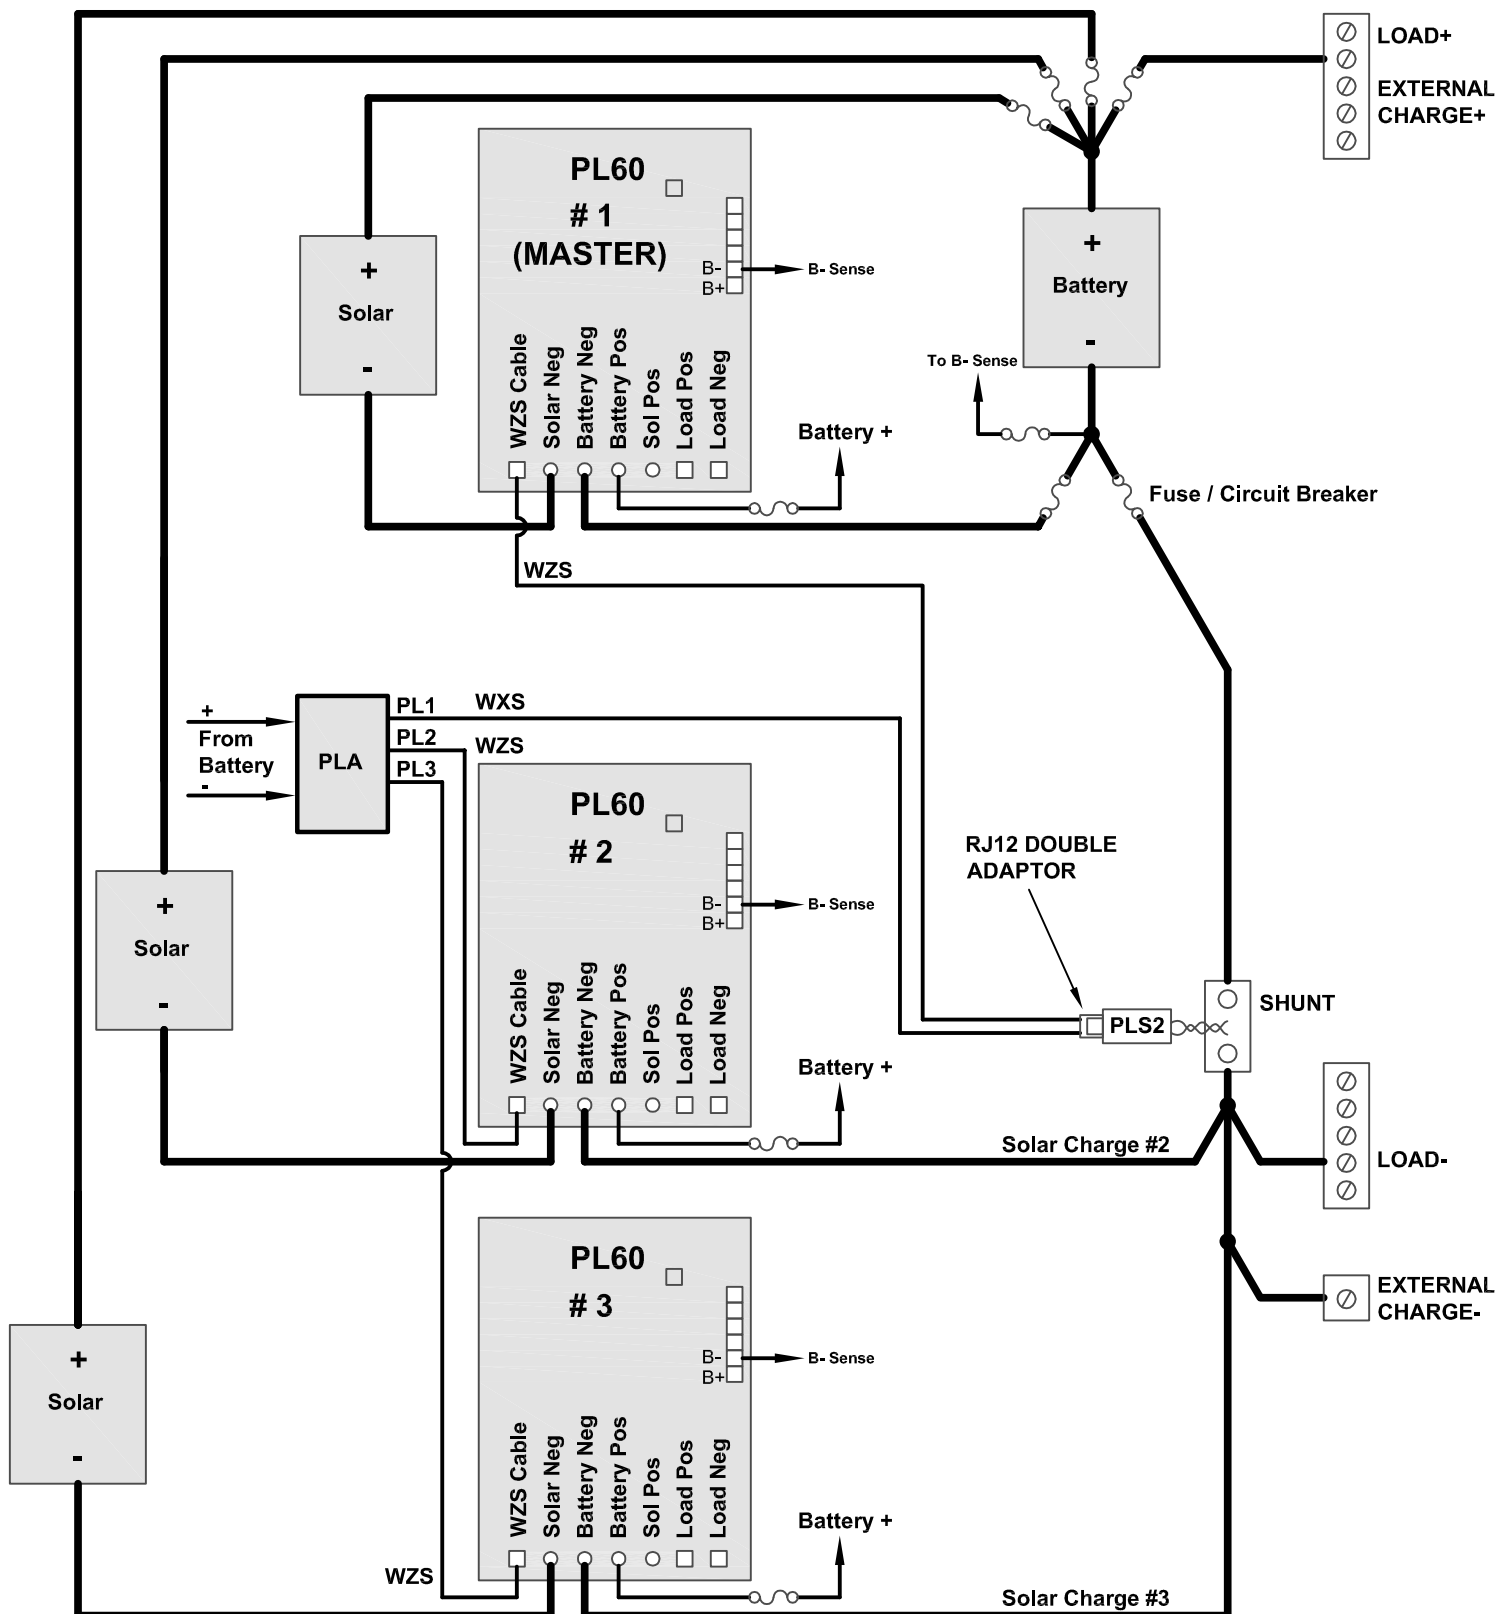 LOAD+
EXTERNAL
CHARGE+
PL60
# 1
(MASTER)
B-
B+
B- Sense
+
Solar
-
+
Battery
-
To B- Sense
WZS Cable
Solar Neg
Battery Neg
Battery Pos
Sol Pos
Load Pos
Load Neg
Battery +
Fuse / Circuit Breaker
WZS
+
From
Battery
-
PLA
PL1
PL2
PL3
WXS
WZS
PL60
# 2
B-
B+
B- Sense
RJ12 DOUBLE
ADAPTOR
+
Solar
-
WZS Cable
Solar Neg
Battery Neg
Battery Pos
Sol Pos
Load Pos
Load Neg
Battery +
PLS2
SHUNT
Solar Charge #2
LOAD-
PL60
# 3
B-
B+
B- Sense
EXTERNAL
CHARGE-
+
Solar
-
WZS Cable
Solar Neg
Battery Neg
Battery Pos
Sol Pos
Load Pos
Load Neg
Battery +
WZS
Solar Charge #3